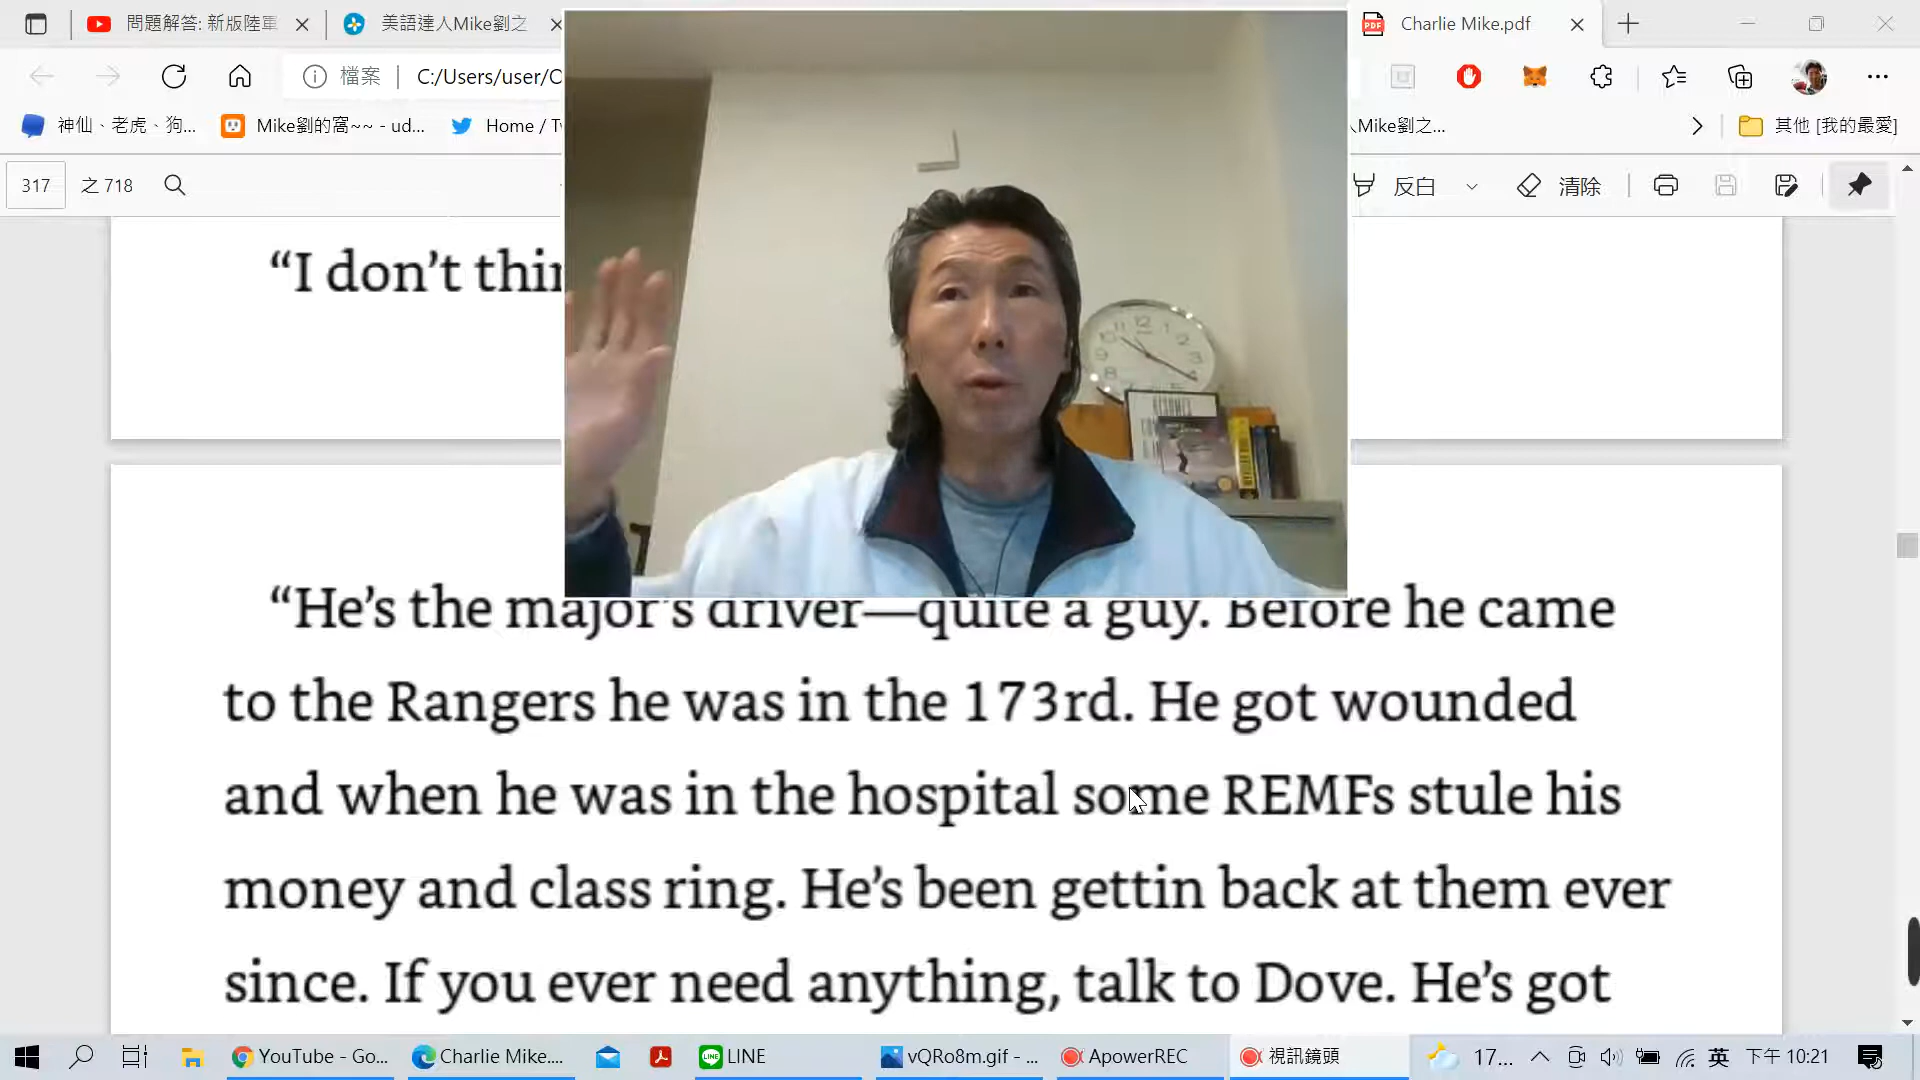 問題解答: 新版陸軍
美語達人Mike劉之
Charlie Mike.pdf
檔案
C:/Users/user/O
神仙、老虎、狗...
Mike劉的窩~~ - ud...
Home / Tw
Mike劉之...
其他 [我的最愛]
317
之 718
反白
清除
“I don’t thin
12
“He’s the major’s driver—quite a guy. Before he came
to the Rangers he was in the 173rd. He got wounded
and when he was in the hospital some REMFs stule his
money and class ring. He’s been gettin back at them ever
since. If you ever need anything, talk to Dove. He’s got
YouTube - Go...
Charlie Mike....
LINE
vQRo8m.gif - ...
ApowerREC
視訊鏡頭
17...
英
下午 10:21